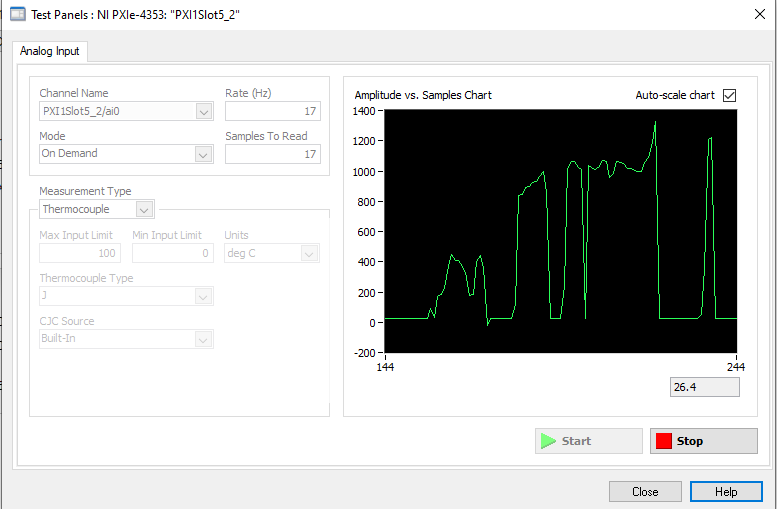 Test Panels : NI PXIe-4353: "PXI1Slot5_2"
Analog Input
Channel Name
Rate (Hz)
PXI1Slot5_2/ai0
17
Mode
Samples To Read
On Demand
17
Measurement Type
Thermocouple
Max Input Limit
Min Input Limit
Units
100
0
deg C
Thermocouple Type
J
CJC Source
Built-In
Amplitude vs. Samples Chart
Auto-scale chart
1400
1200
1000
800
600
400
200
0
-200
144
244
26.4
Start
Stop
Close
Help